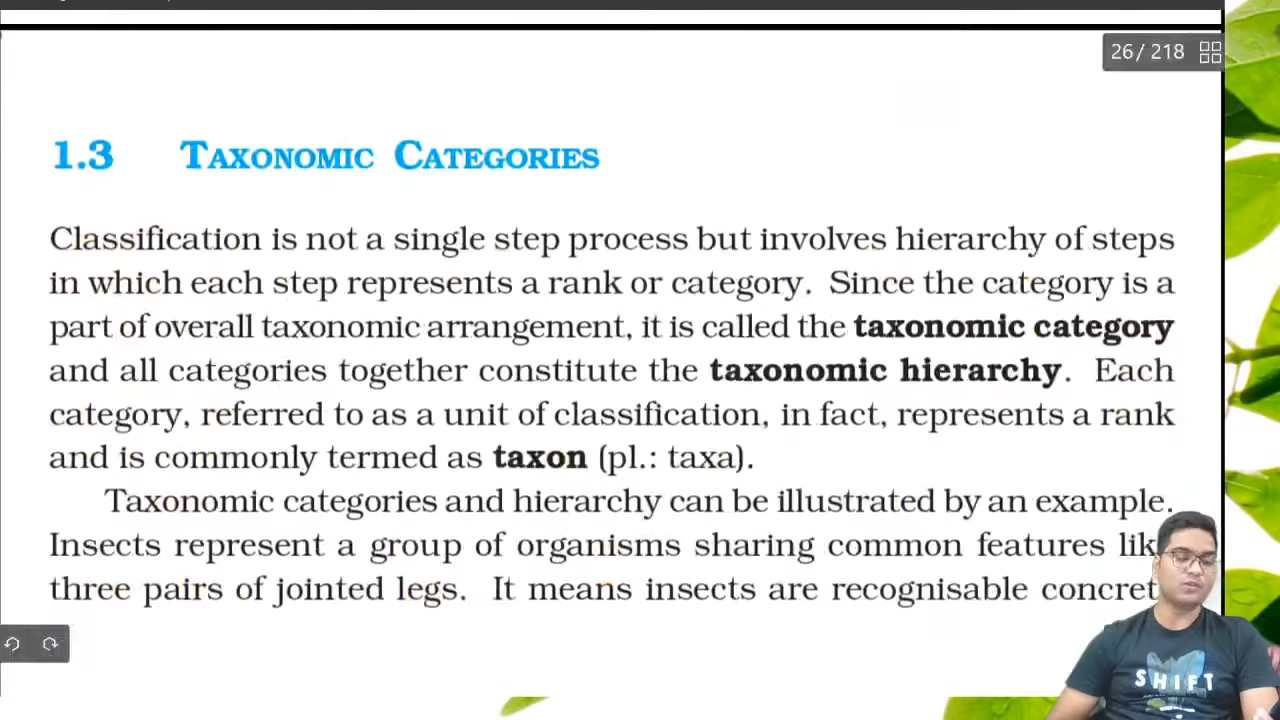 26 / 218
1.3 TAXONOMIC CATEGORIES
Classification is not a single step process but involves hierarchy of steps
in which each step represents a rank or category. Since the category is a
part of overall taxonomic arrangement, it is called the taxonomic category
and all categories together constitute the taxonomic hierarchy. Each
category, referred to as a unit of classification, in fact, represents a rank
and is commonly termed as taxon (pl.: taxa).
Taxonomic categories and hierarchy can be illustrated by an example.
Insects represent a group of organisms sharing common features lik
three pairs of jointed legs. It means insects are recognisable concret
SHIFT